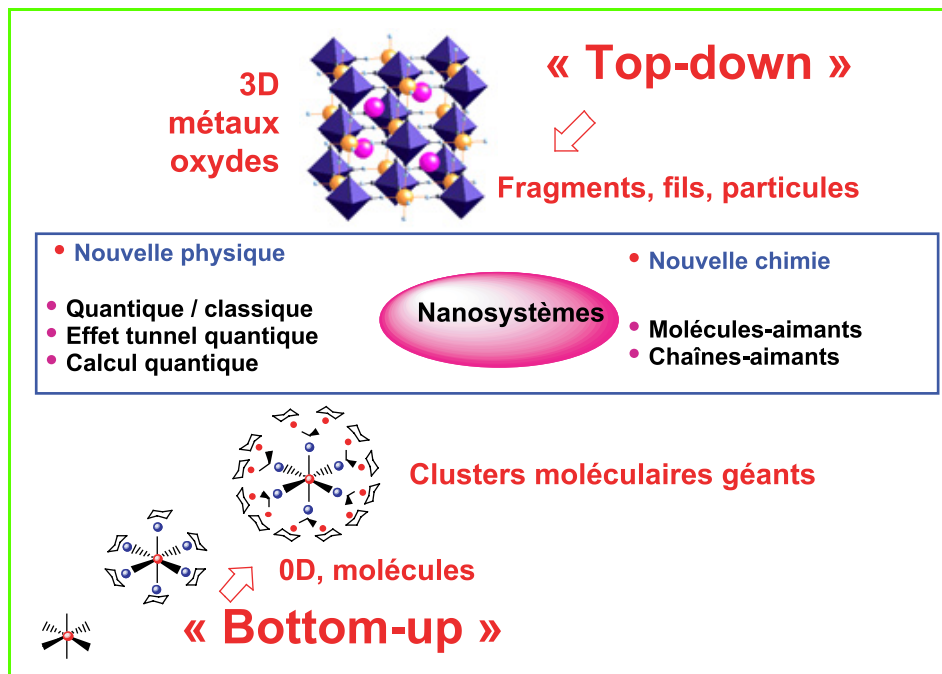 « Top-down »
3D
métaux
oxydes
Fragments, fils, particules
• Nouvelle physique
• Quantique / classique
• Effet tunnel quantique
• Calcul quantique
Nanosystèmes
• Nouvelle chimie
• Molécules-aimants
• Chaînes-aimants
Clusters moléculaires géants
0D, molécules
« Bottom-up »